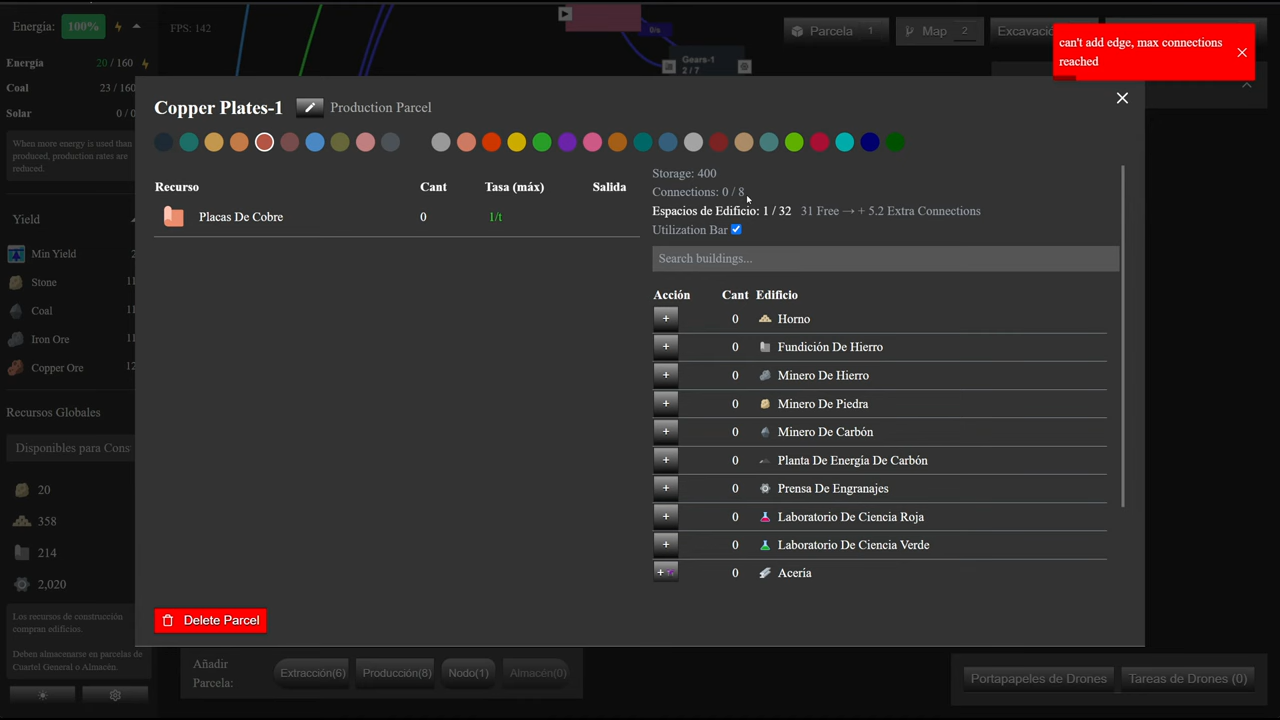 Energía: 100%
FPS: 142
Parcela 1
Map 2
can't add edge, max connections
reached
Energía 20/160
Coal 23/160
Solar 0/0
When more energy is used than
produced, production rates are
reduced.
Yield
Min Yield
Stone
Coal
Iron Ore
Copper Ore
Recursos Globales
Disponibles para Cons
20
358
214
2,020
Los recursos de construcción
compran edificios.
Deben almacenarse en parcelas de
Cuartel General o Almacén.
Gears-1
2 / 7
Copper Plates-1
Production Parcel
Recurso Cant Tasa (máx) Salida
Placas De Cobre 0 1/t
Storage: 400
Connections: 0 / 8
Espacios de Edificio: 1 / 32 31 Free → + 5.2 Extra Connections
Utilization Bar
Search buildings...
Acción Cant Edificio
+ 0 Horno
+ 0 Fundición De Hierro
+ 0 Minero De Hierro
+ 0 Minero De Piedra
+ 0 Minero De Carbón
+ 0 Planta De Energía De Carbón
+ 0 Prensa De Engranajes
+ 0 Laboratorio De Ciencia Roja
+ 0 Laboratorio De Ciencia Verde
+ 0 Acería
Delete Parcel
Añadir
Parcela:
Extracción(6)
Producción(8)
Nodo(1)
Almacén(0)
Portapapeles de Drones
Tareas de Drones (0)